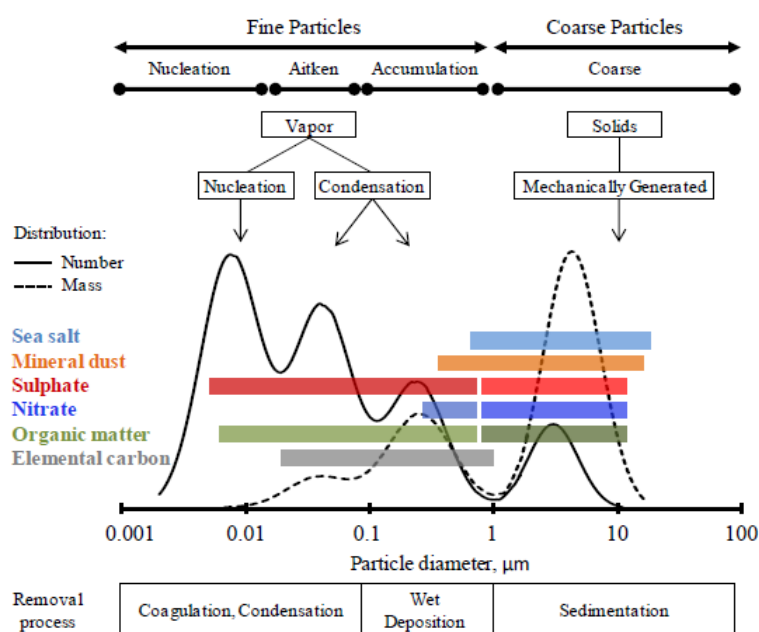 Fine Particles Coarse Particles
Nucleation Aitken Accumulation Coarse
Vapor Solids
Nucleation Condensation Mechanically Generated
Distribution:
Number
Mass
Sea salt
Mineral dust
Sulphate
Nitrate
Organic matter
Elemental carbon
0.001 0.01 0.1 1 10 100
Particle diameter, μm
Removal process
Coagulation, Condensation
Wet Deposition
Sedimentation